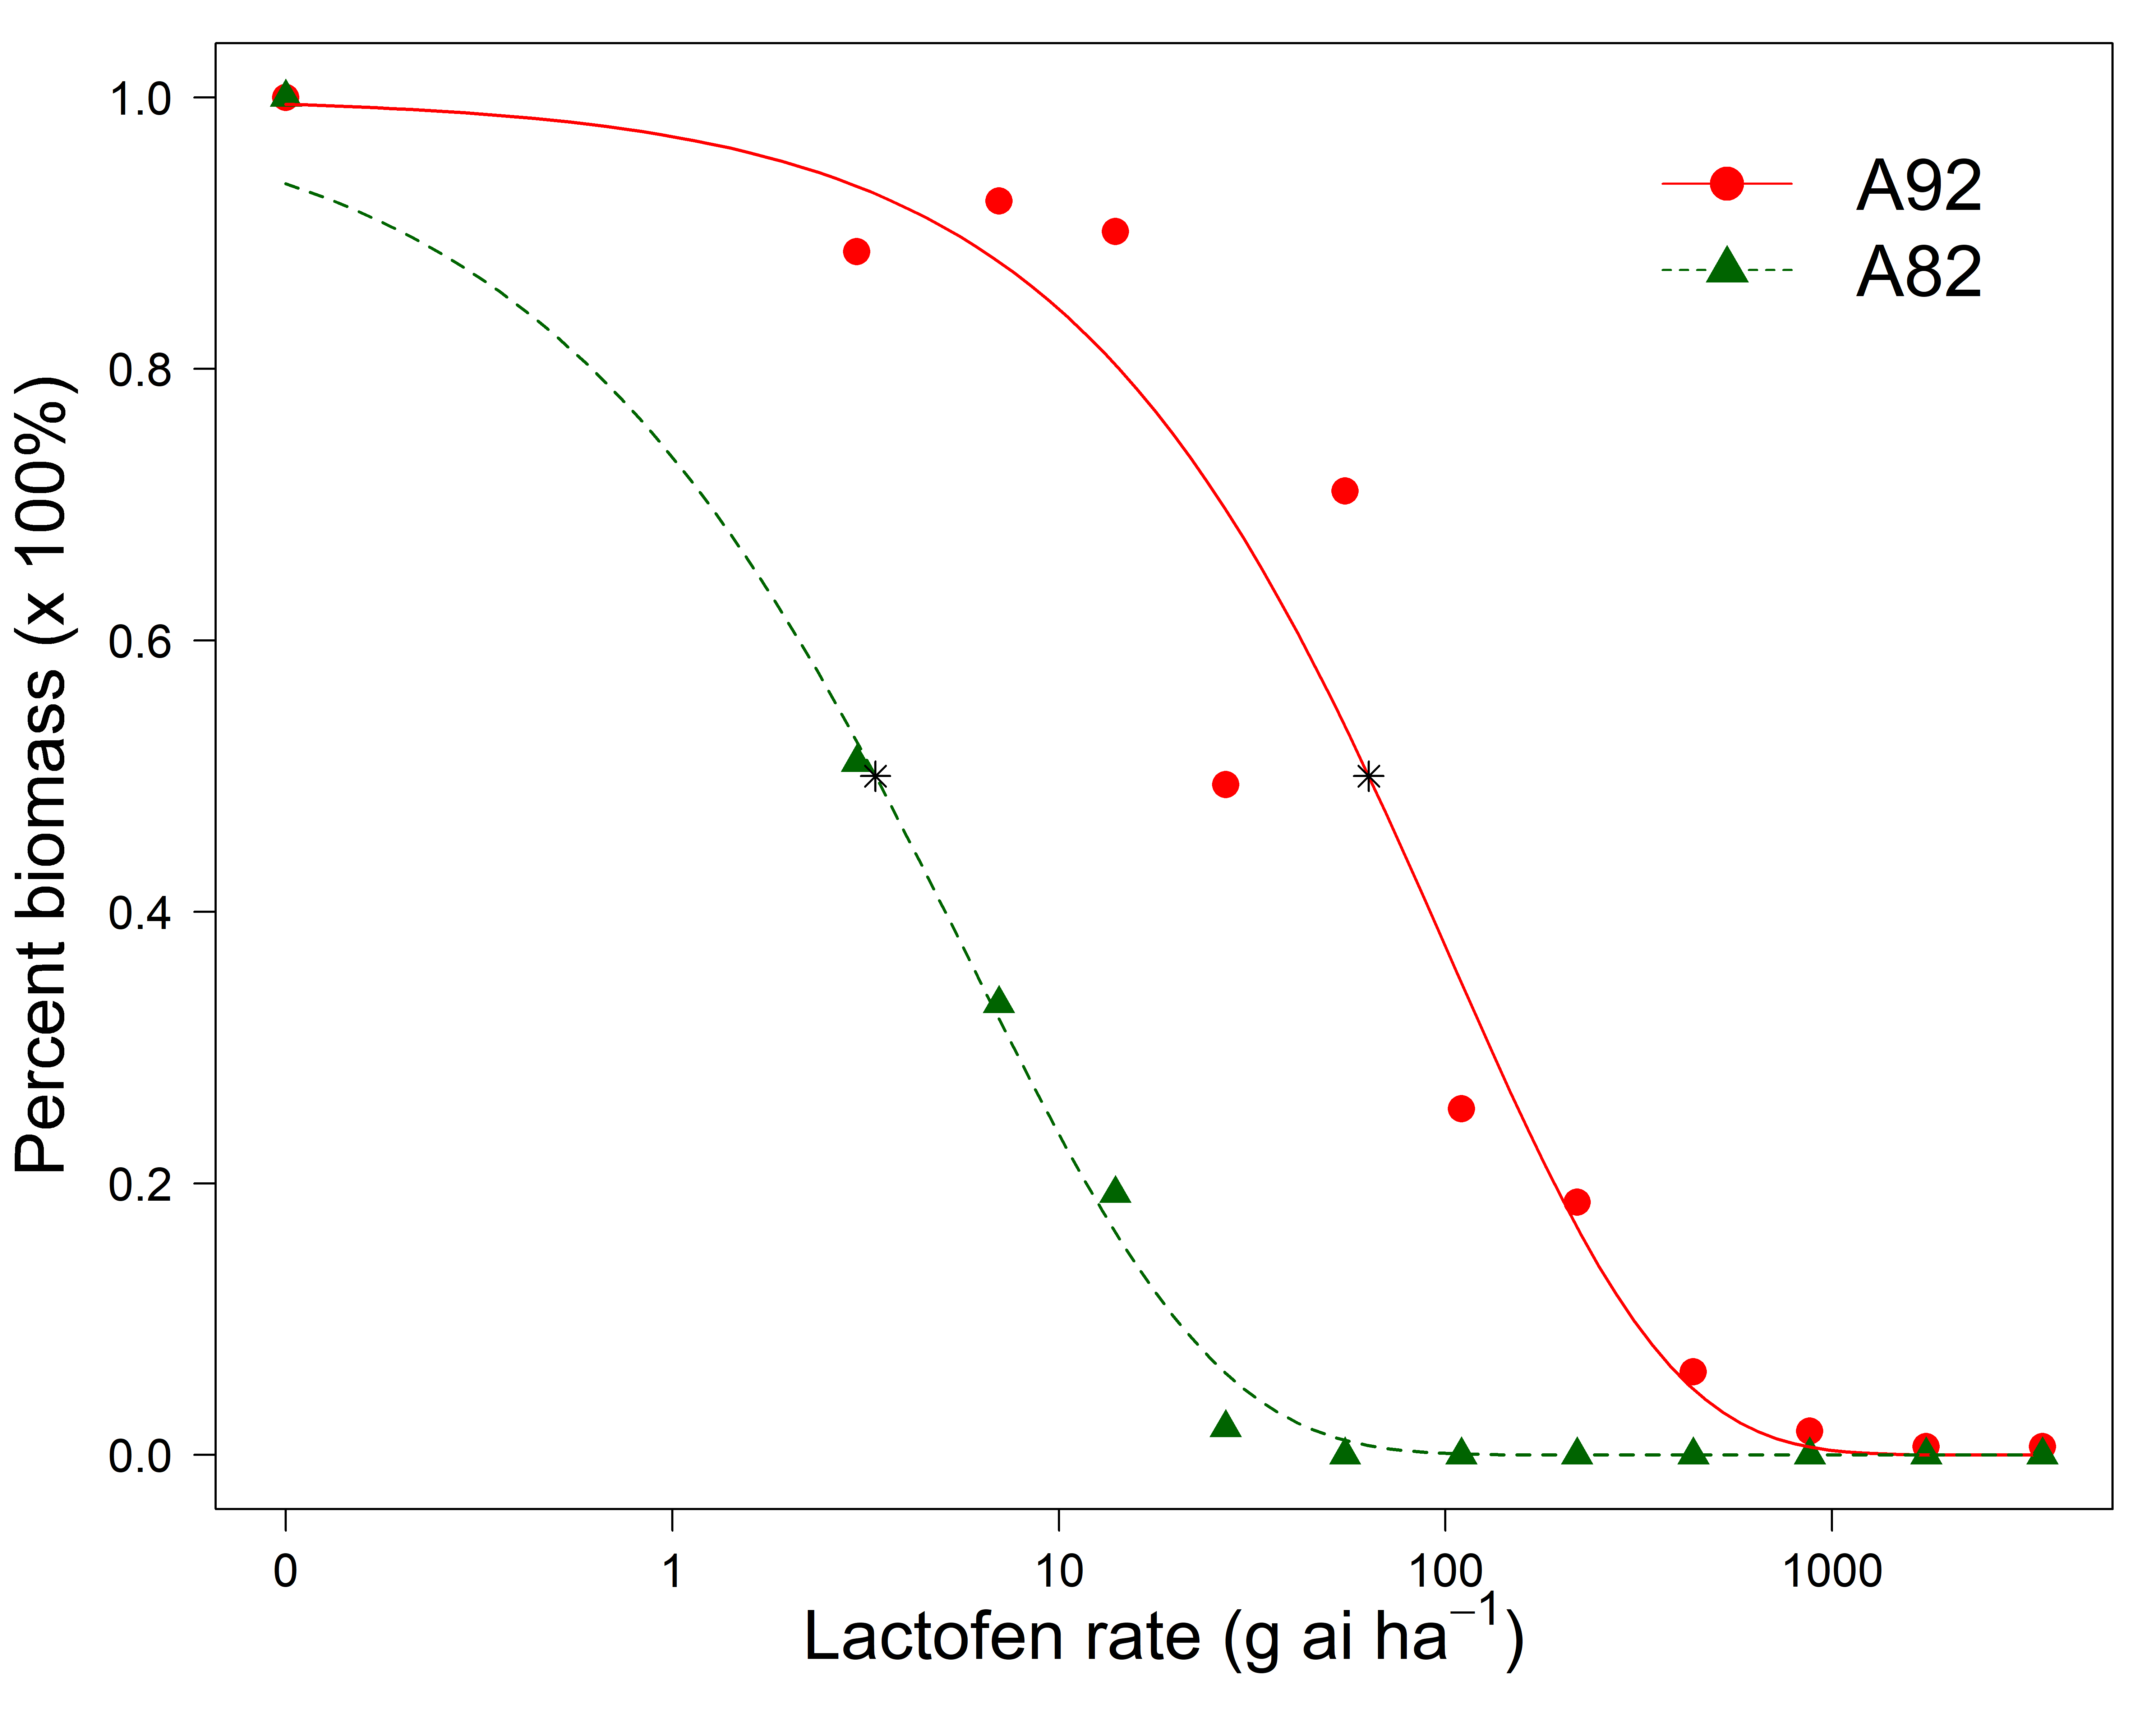 A92
A82
1.0
0.8
0.6
0.4
0.2
0.0
Percent biomass (x 100%)
0 1 10 100 1000
Lactofen rate (g ai ha⁻¹)